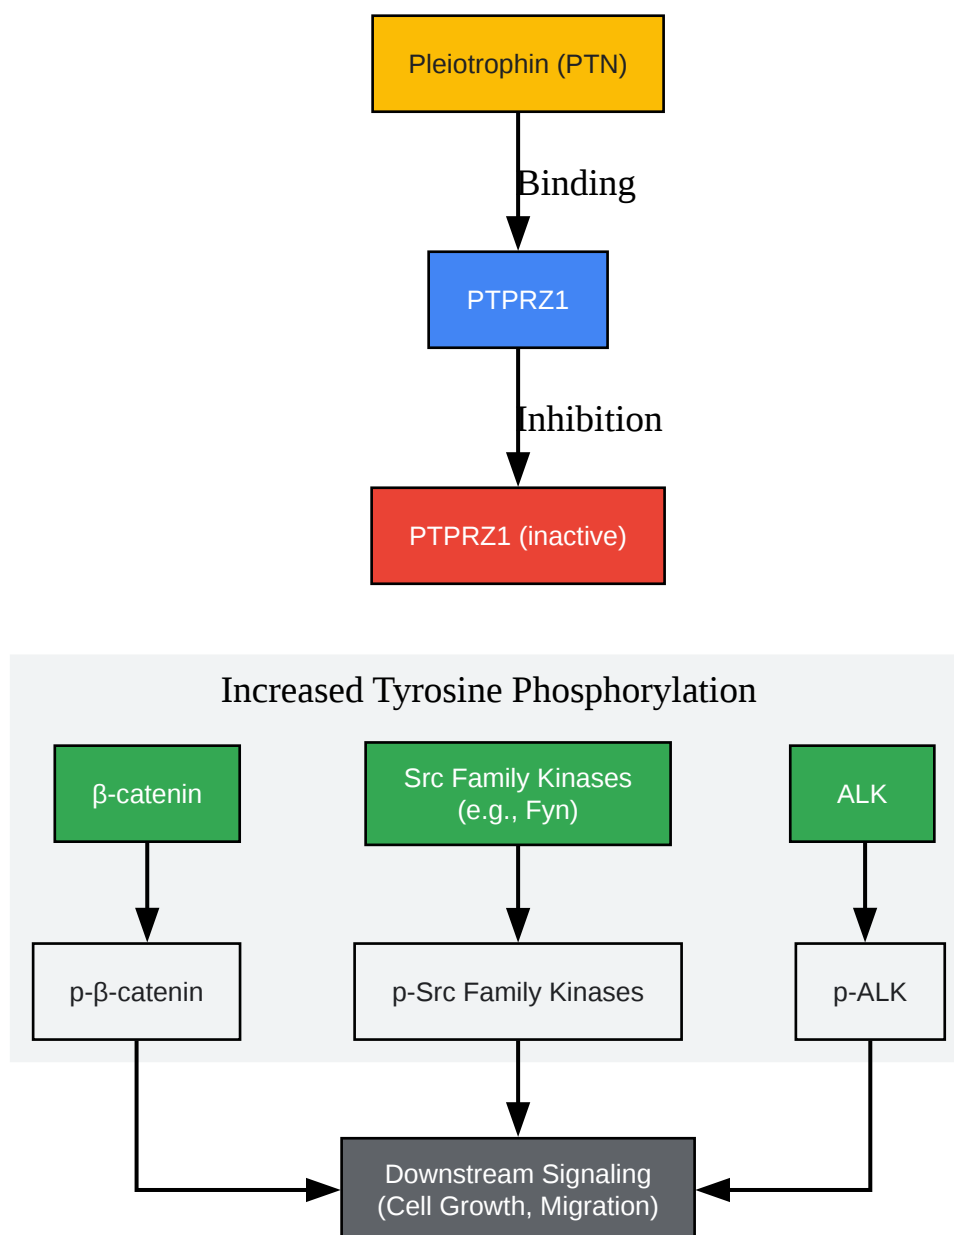 Pleiotrophin (PTN)
Binding
PTPRZ1
Inhibition
PTPRZ1 (inactive)
Increased Tyrosine Phosphorylation
β-catenin
Src Family Kinases
(e.g., Fyn)
ALK
p-β-catenin
p-Src Family Kinases
p-ALK
Downstream Signaling
(Cell Growth, Migration)